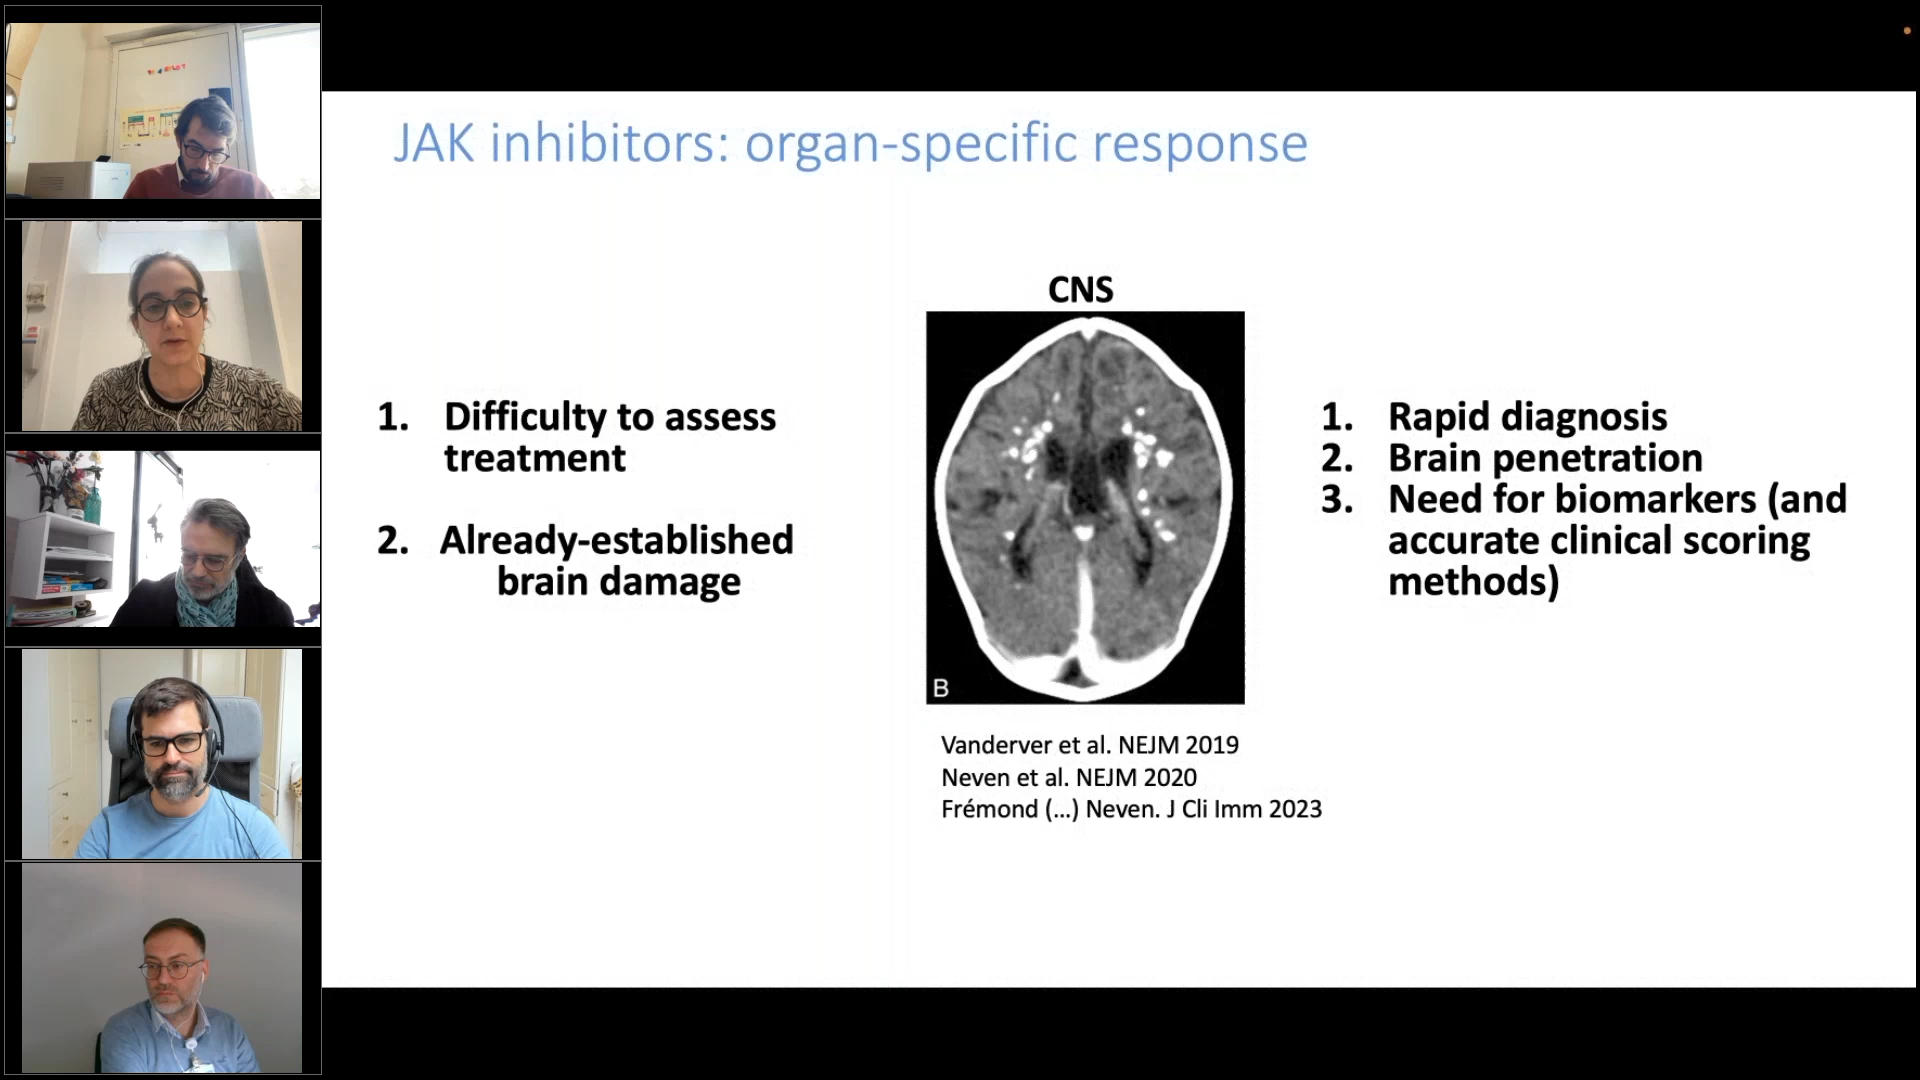 JAK inhibitors: organ-specific response
CNS
1. Difficulty to assess
treatment
2. Already-established
brain damage
B
1. Rapid diagnosis
2. Brain penetration
3. Need for biomarkers (and
accurate clinical scoring
methods)
Vanderver et al. NEJM 2019
Neven et al. NEJM 2020
Frémond (...) Neven. J Cli Imm 2023